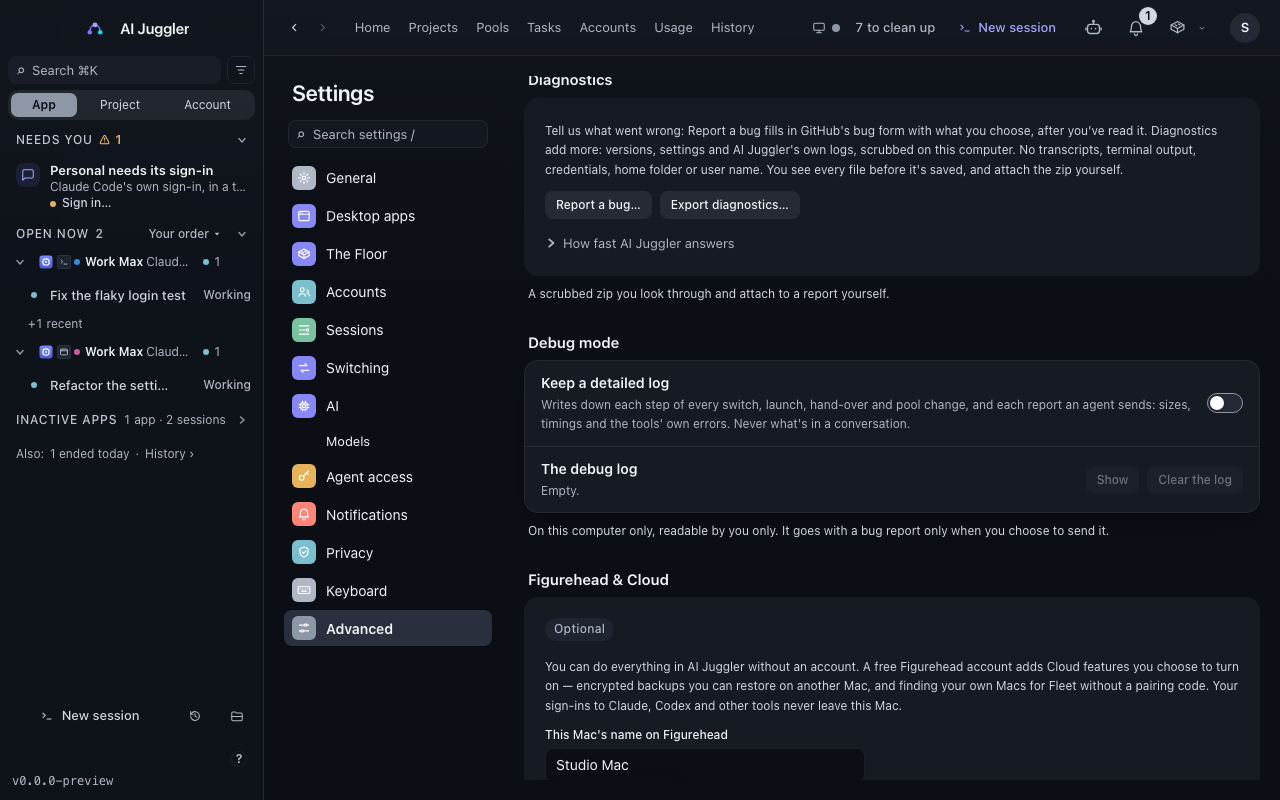 AI Juggler
Search ⌘K
App Project Account
NEEDS YOU 1
Personal needs its sign-in
Claude Code's own sign-in, in a t...
Sign in...
OPEN NOW 2 Your order
Work Max Claud... 1
Fix the flaky login test Working
+1 recent
Work Max Claud... 1
Refactor the setti... Working
INACTIVE APPS 1 app · 2 sessions
Also: 1 ended today · History ›
New session
?
v0.0.0-preview
Home Projects Pools Tasks Accounts Usage History
7 to clean up
New session
1
S
Settings
Search settings /
General
Desktop apps
The Floor
Accounts
Sessions
Switching
AI
Models
Agent access
Notifications
Privacy
Keyboard
Advanced
Diagnostics
Tell us what went wrong: Report a bug fills in GitHub's bug form with what you choose, after you've read it. Diagnostics
add more: versions, settings and AI Juggler's own logs, scrubbed on this computer. No transcripts, terminal output,
credentials, home folder or user name. You see every file before it's saved, and attach the zip yourself.
Report a bug... Export diagnostics...
How fast AI Juggler answers
A scrubbed zip you look through and attach to a report yourself.
Debug mode
Keep a detailed log
Writes down each step of every switch, launch, hand-over and pool change, and each report an agent sends: sizes,
timings and the tools' own errors. Never what's in a conversation.
The debug log
Empty.
Show Clear the log
On this computer only, readable by you only. It goes with a bug report only when you choose to send it.
Figurehead & Cloud
Optional
You can do everything in AI Juggler without an account. A free Figurehead account adds Cloud features you choose to turn
on — encrypted backups you can restore on another Mac, and finding your own Macs for Fleet without a pairing code. Your
sign-ins to Claude, Codex and other tools never leave this Mac.
This Mac's name on Figurehead
Studio Mac